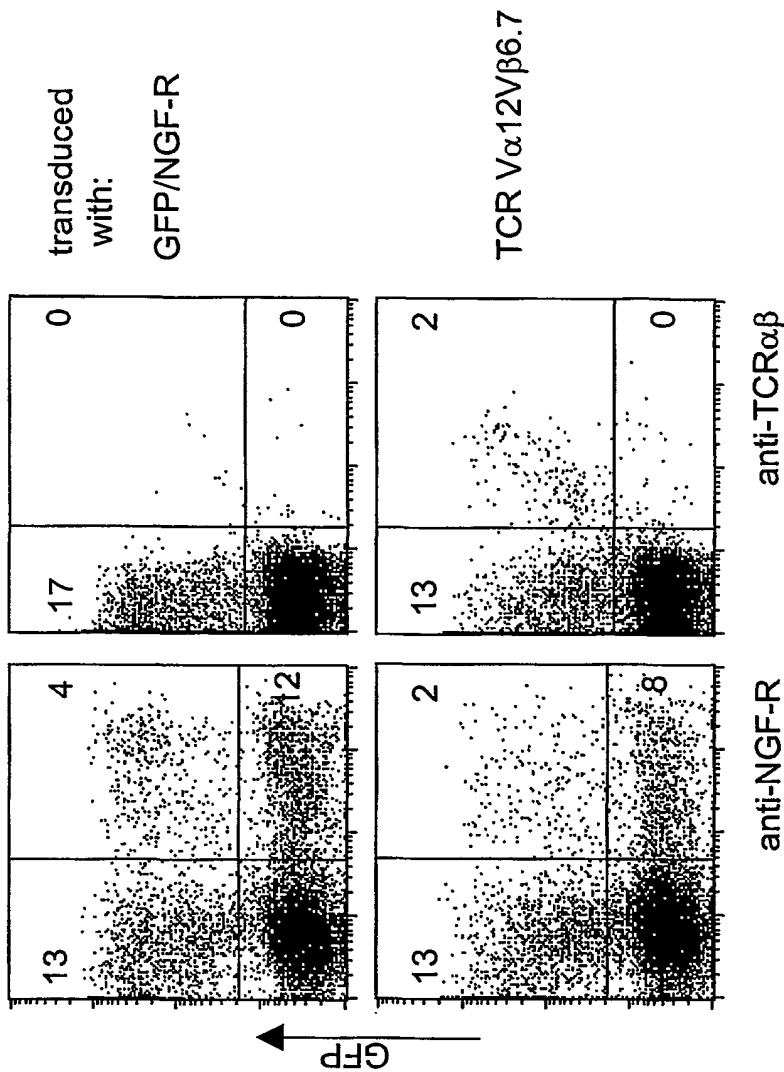 transduced
with:
GFP/NGF-R
13
4
12
17
0
0
TCR Vα12Vβ6.7
13
2
8
13
2
0
GFP
anti-NGF-R
anti-TCRαβ